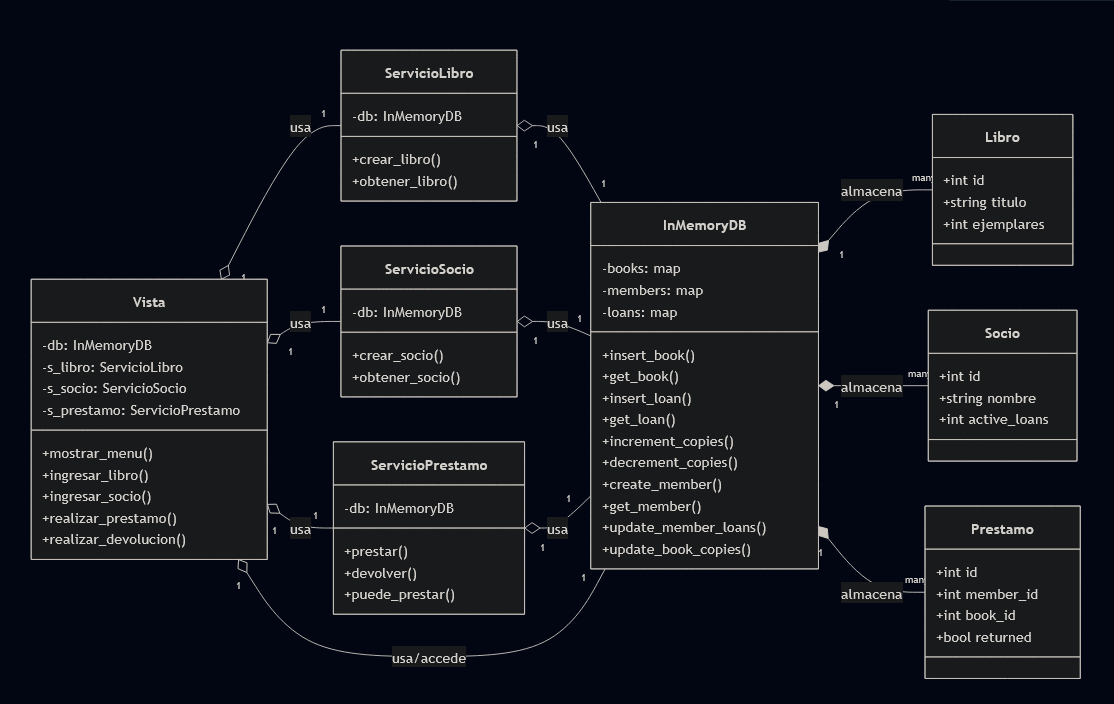 ServicioLibro
-db: InMemoryDB
+crear_libro()
+obtener_libro()
ServicioSocio
-db: InMemoryDB
+crear_socio()
+obtener_socio()
ServicioPrestamo
-db: InMemoryDB
+prestar()
+devolver()
+puede_prestar()
Vista
-db: InMemoryDB
-s_libro: ServicioLibro
-s_socio: ServicioSocio
-s_prestamo: ServicioPrestamo
+mostrar_menu()
+ingresar_libro()
+ingresar_socio()
+realizar_prestamo()
+realizar_devolucion()
InMemoryDB
-books: map
-members: map
-loans: map
+insert_book()
+get_book()
+insert_loan()
+get_loan()
+increment_copies()
+decrement_copies()
+create_member()
+get_member()
+update_member_loans()
+update_book_copies()
Libro
+int id
+string titulo
+int ejemplares
Socio
+int id
+string nombre
+int active_loans
Prestamo
+int id
+int member_id
+int book_id
+bool returned
usa
1
1
usa
1
1
usa
1
1
usa
1
1
usa
1
1
usa
1
1
usa/accede
1
1
almacena
1
many
almacena
1
many
almacena
1
many